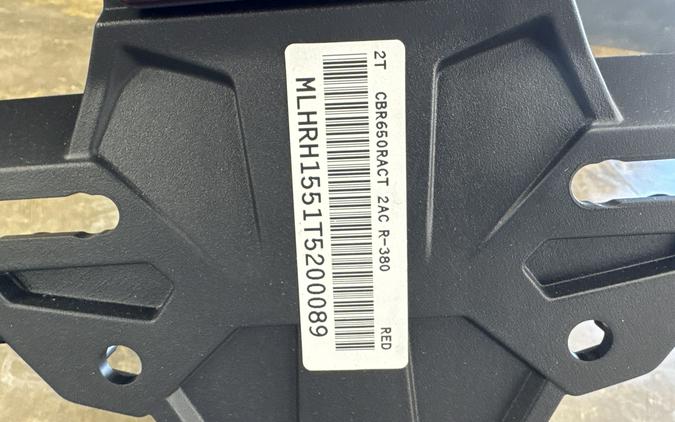 2T CBR650RACT 2AC R-380 RED
MLHRH1551T5200089